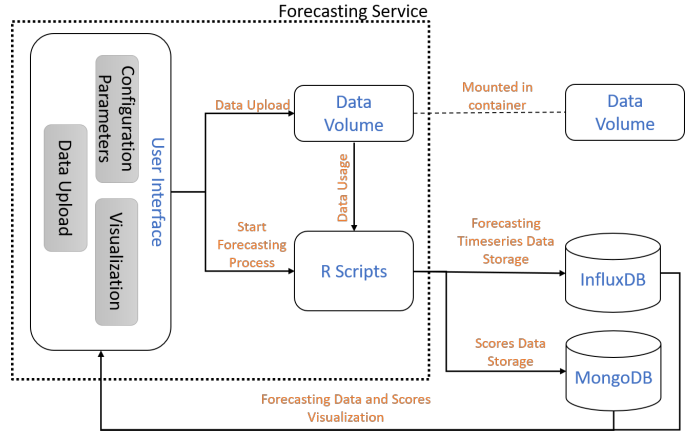 Forecasting Service
Configuration
Parameters
Data Upload
Visualization
User Interface
Data Upload
Data
Volume
Mounted in
container
Data
Volume
Data Usage
Start
Forecasting
Process
R Scripts
Forecasting
Timeseries Data
Storage
InfluxDB
Scores Data
Storage
MongoDB
Forecasting Data and Scores
Visualization